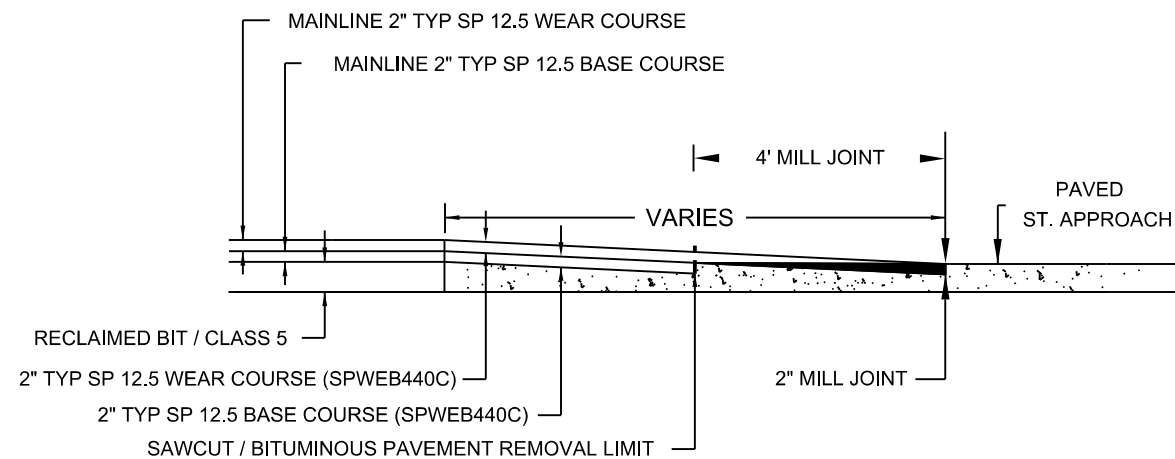 MAINLINE 2" TYP SP 12.5 WEAR COURSE
MAINLINE 2" TYP SP 12.5 BASE COURSE
4' MILL JOINT
PAVED
ST. APPROACH
VARIES
RECLAIMED BIT / CLASS 5
2" TYP SP 12.5 WEAR COURSE (SPWEB440C)
2" MILL JOINT
2" TYP SP 12.5 BASE COURSE (SPWEB440C)
SAWCUT / BITUMINOUS PAVEMENT REMOVAL LIMIT